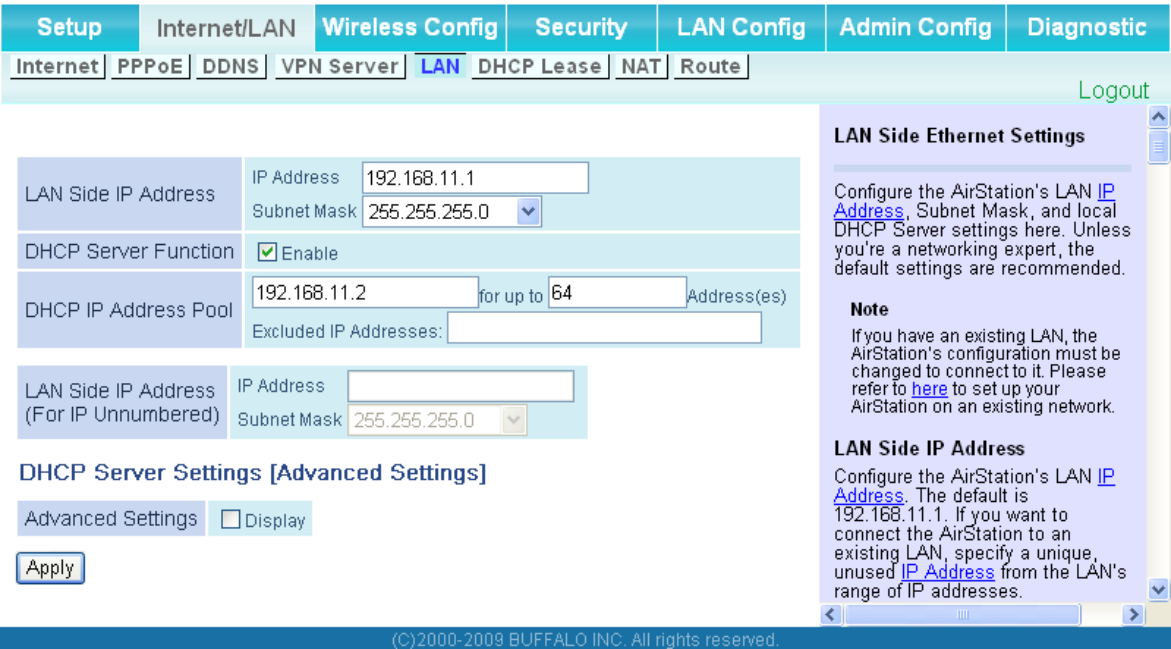 Setup Internet/LAN Wireless Config Security LAN Config Admin Config Diagnostic
Internet PPPoE DDNS VPN Server LAN DHCP Lease NAT Route
Logout
LAN Side IP Address
IP Address 192.168.11.1
Subnet Mask 255.255.255.0
DHCP Server Function Enable
DHCP IP Address Pool
192.168.11.2 for up to 64 Address(es)
Excluded IP Addresses:
LAN Side IP Address
(For IP Unnumbered)
IP Address
Subnet Mask 255.255.255.0
DHCP Server Settings [Advanced Settings]
Advanced Settings Display
Apply
LAN Side Ethernet Settings
Configure the AirStation's LAN IP
Address, Subnet Mask, and local
DHCP Server settings here. Unless
you're a networking expert, the
default settings are recommended.
Note
If you have an existing LAN, the
AirStation's configuration must be
changed to connect to it. Please
refer to here to set up your
AirStation on an existing network.
LAN Side IP Address
Configure the AirStation's LAN IP
Address. The default is
192.168.11.1. If you want to
connect the AirStation to an
existing LAN, specify a unique,
unused IP Address from the LAN's
range of IP addresses.
(C)2000-2009 BUFFALO INC. All rights reserved.